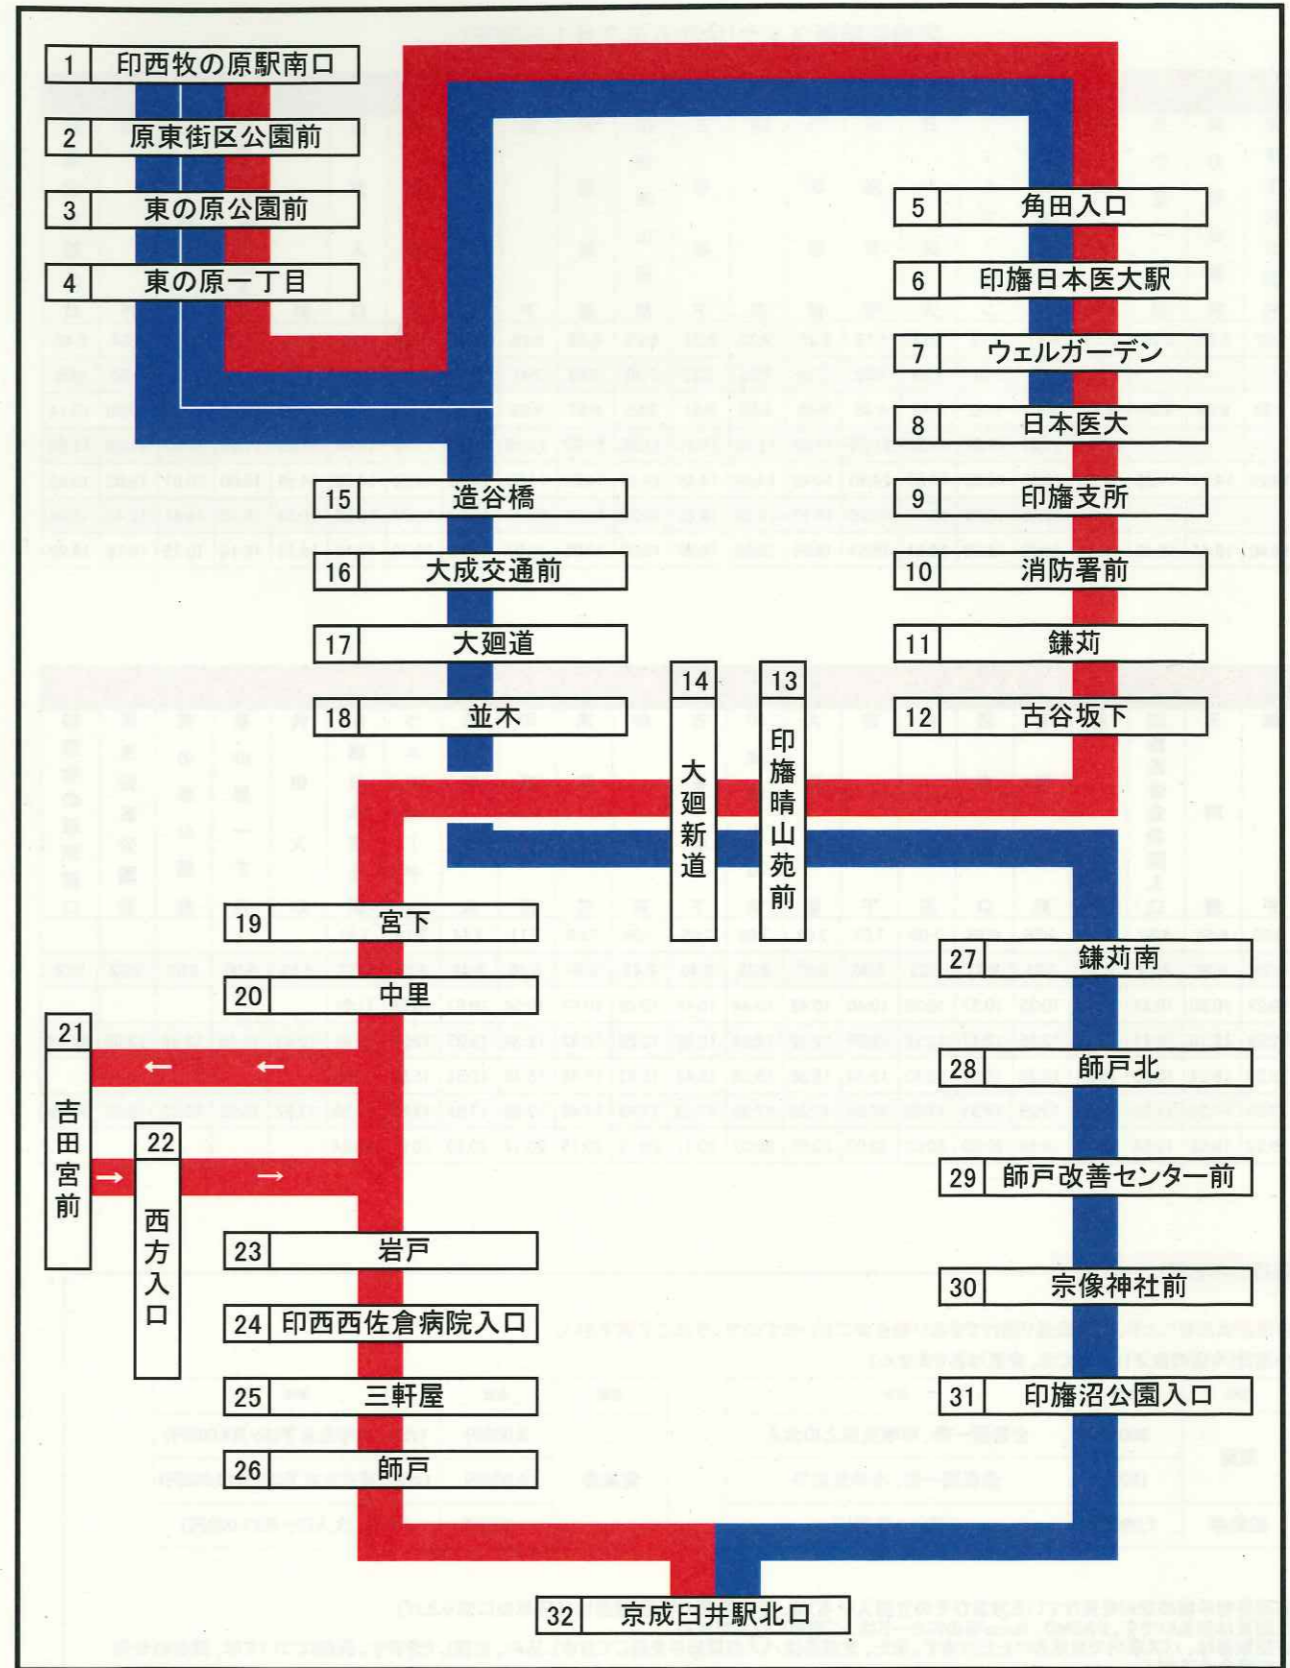 1 印西牧の原駅南口
2 原東街区公園前
3 東の原公園前
4 東の原一丁目
5 角田入口
6 印旛日本医大駅
7 ウェルガーデン
8 日本医大
9 印旛支所
10 消防署前
11 鎌苅
12 古谷坂下
13 印旛晴山苑前
14 大廻新道
15 造谷橋
16 大成交通前
17 大廻道
18 並木
19 宮下
20 中里
21 吉田宮前
22 西方入口
23 岩戸
24 印西西佐倉病院入口
25 三軒屋
26 師戸
27 鎌苅南
28 師戸北
29 師戸改善センター前
30 宗像神社前
31 印旛沼公園入口
32 京成臼井駅北口